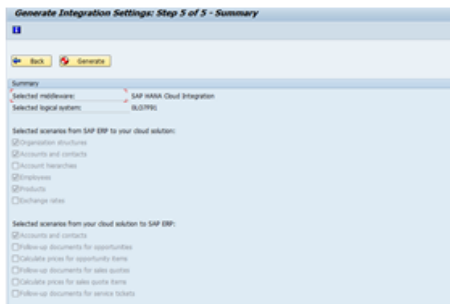 Generate Integration Settings: Step 5 of 5 - Summary
Back Generate
Summary
Selected middleware: SAP HANA Cloud Integration
Selected logical system:
Selected scenarios from SAP ERP to your cloud solution:
Organization structures
Accounts and contacts
Account hierarchies
Employees
Products
Exchange rates
Selected scenarios from your cloud solution to SAP ERP:
Accounts and contacts
Follow-up documents for opportunities
Calculate prices for opportunity items
Follow-up documents for sales quotes
Calculate prices for sales quote items
Follow-up documents for service tickets